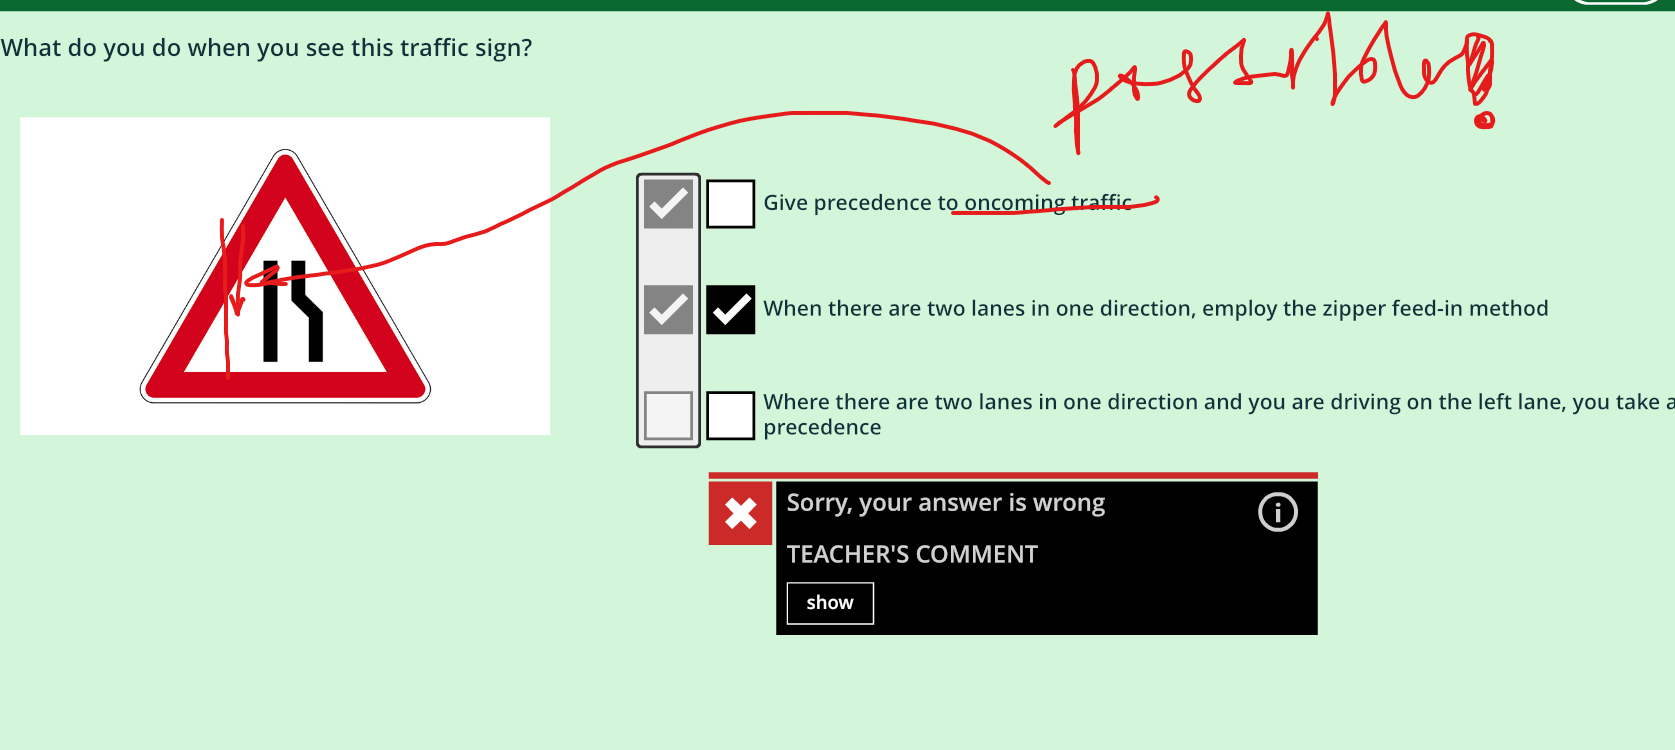 What do you do when you see this traffic sign?
possible!
Give precedence to oncoming traffic
When there are two lanes in one direction, employ the zipper feed-in method
Where there are two lanes in one direction and you are driving on the left lane, you take a
precedence
Sorry, your answer is wrong
TEACHER'S COMMENT
show